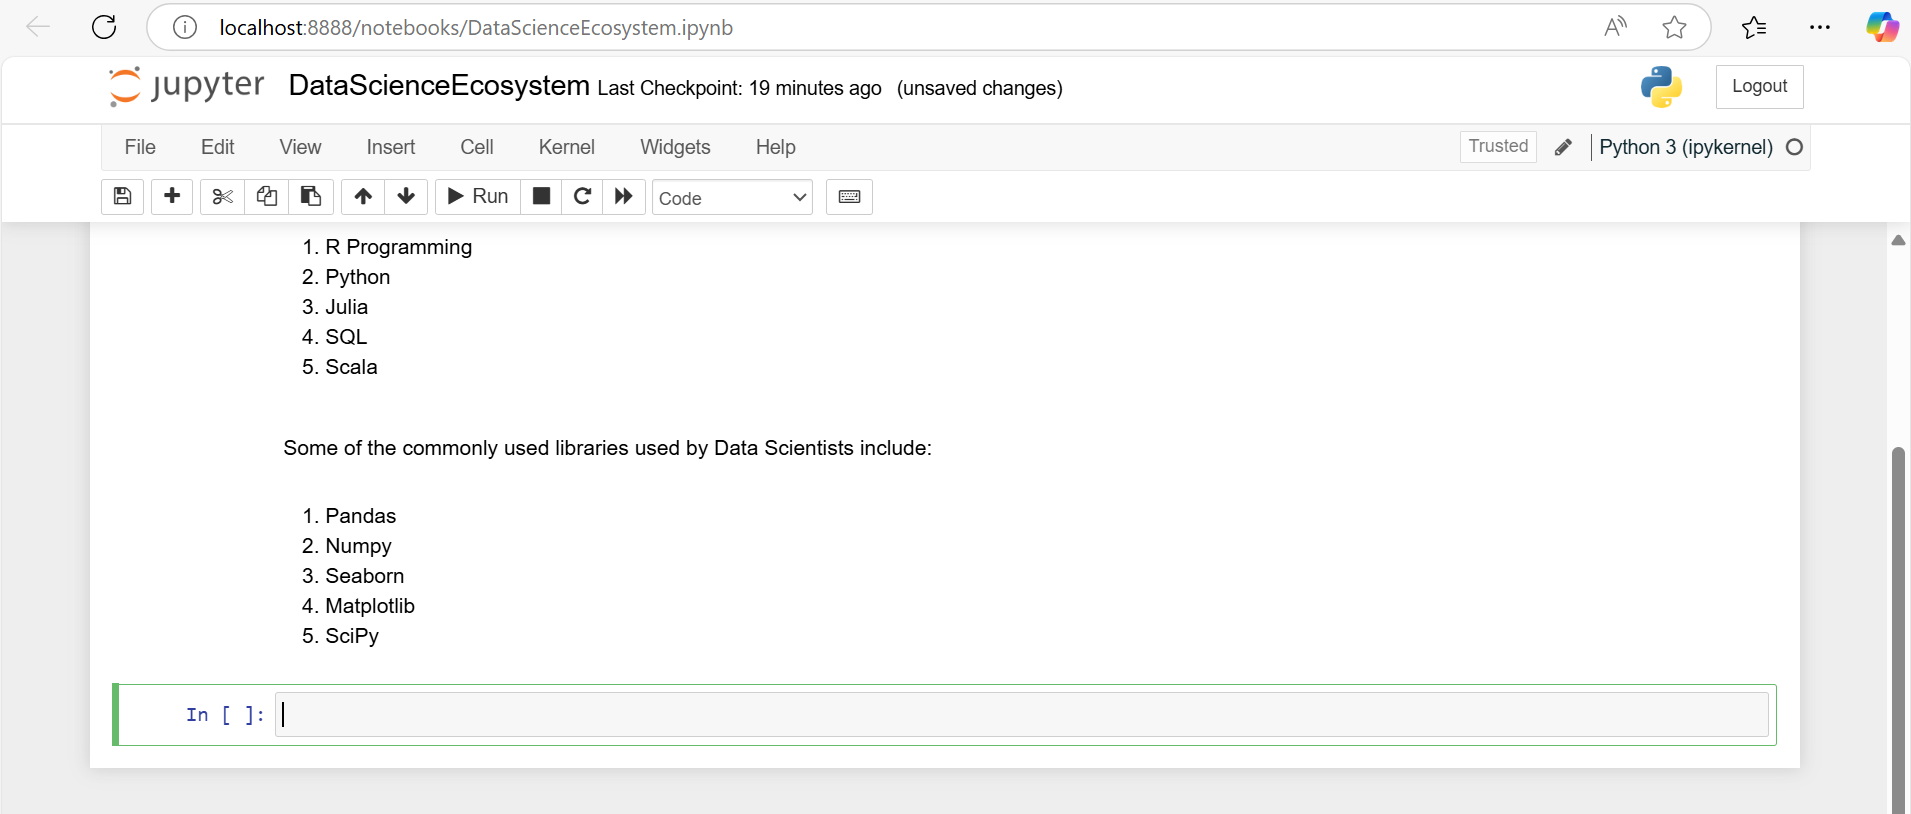 localhost:8888/notebooks/DataScienceEcosystem.ipynb
jupyter DataScienceEcosystem Last Checkpoint: 19 minutes ago (unsaved changes) Logout
File Edit View Insert Cell Kernel Widgets Help Trusted Python 3 (ipykernel)
Run Code
1. R Programming
2. Python
3. Julia
4. SQL
5. Scala
Some of the commonly used libraries used by Data Scientists include:
1. Pandas
2. Numpy
3. Seaborn
4. Matplotlib
5. SciPy
In [ ]: